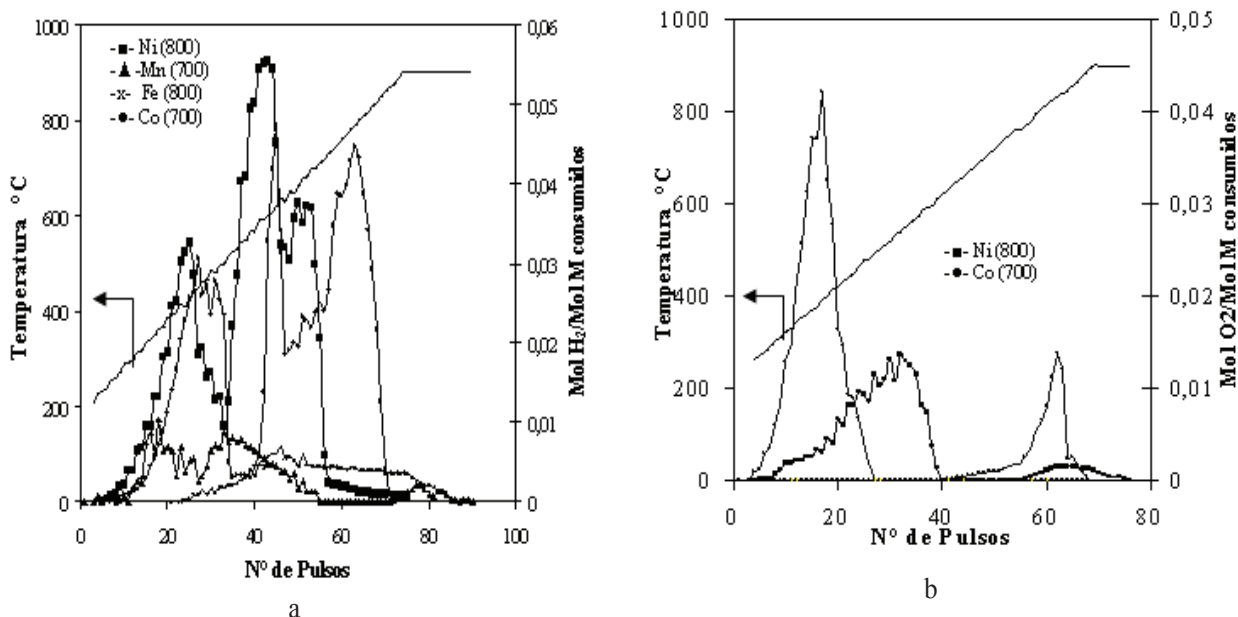 a
1000
800
600
400
200
0
Temperatura °C
-■- Ni (800)
-▲-Mn (700)
-x- Fe (800)
-●- Co (700)
0,06
0,05
0,04
0,03
0,02
0,01
0
Mol H₂/Mol M consumidos
0 20 40 60 80 100
Nº de Pulsos
a
b
1000
800
600
400
200
0
Temperatura °C
-■- Ni (800)
-●- Co (700)
0,05
0,04
0,03
0,02
0,01
0
Mol O2/Mol M consumidos
0 20 40 60 80
Nº de Pulsos
b